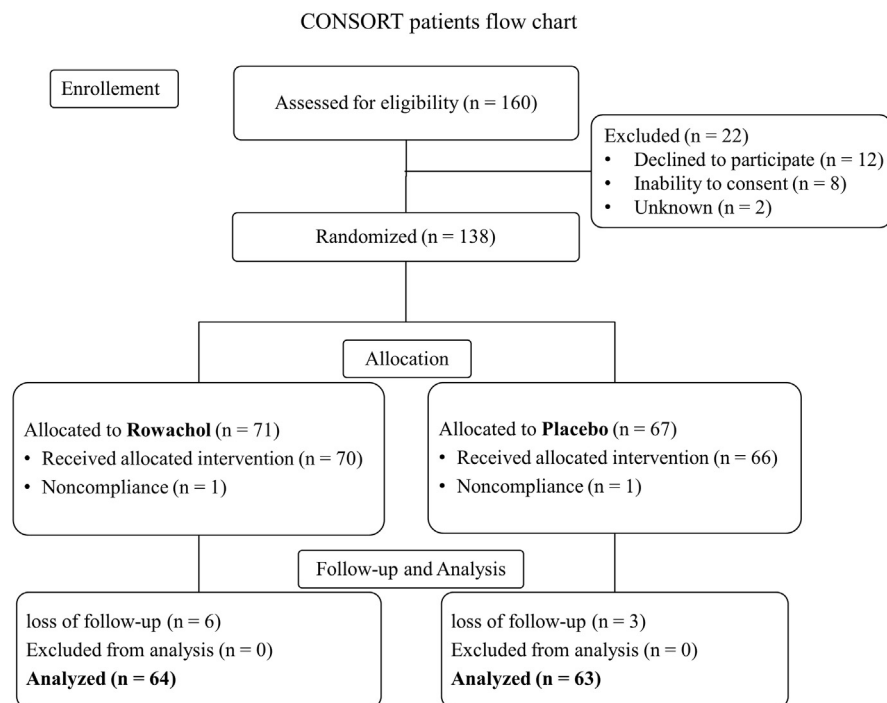 CONSORT patients flow chart
Enrollement
Assessed for eligibility (n = 160)
Excluded (n = 22)
• Declined to participate (n = 12)
• Inability to consent (n = 8)
• Unknown (n = 2)
Randomized (n = 138)
Allocation
Allocated to Rowachol (n = 71)
• Received allocated intervention (n = 70)
• Noncompliance (n = 1)
Allocated to Placebo (n = 67)
• Received allocated intervention (n = 66)
• Noncompliance (n = 1)
Follow-up and Analysis
loss of follow-up (n = 6)
Excluded from analysis (n = 0)
Analyzed (n = 64)
loss of follow-up (n = 3)
Excluded from analysis (n = 0)
Analyzed (n = 63)